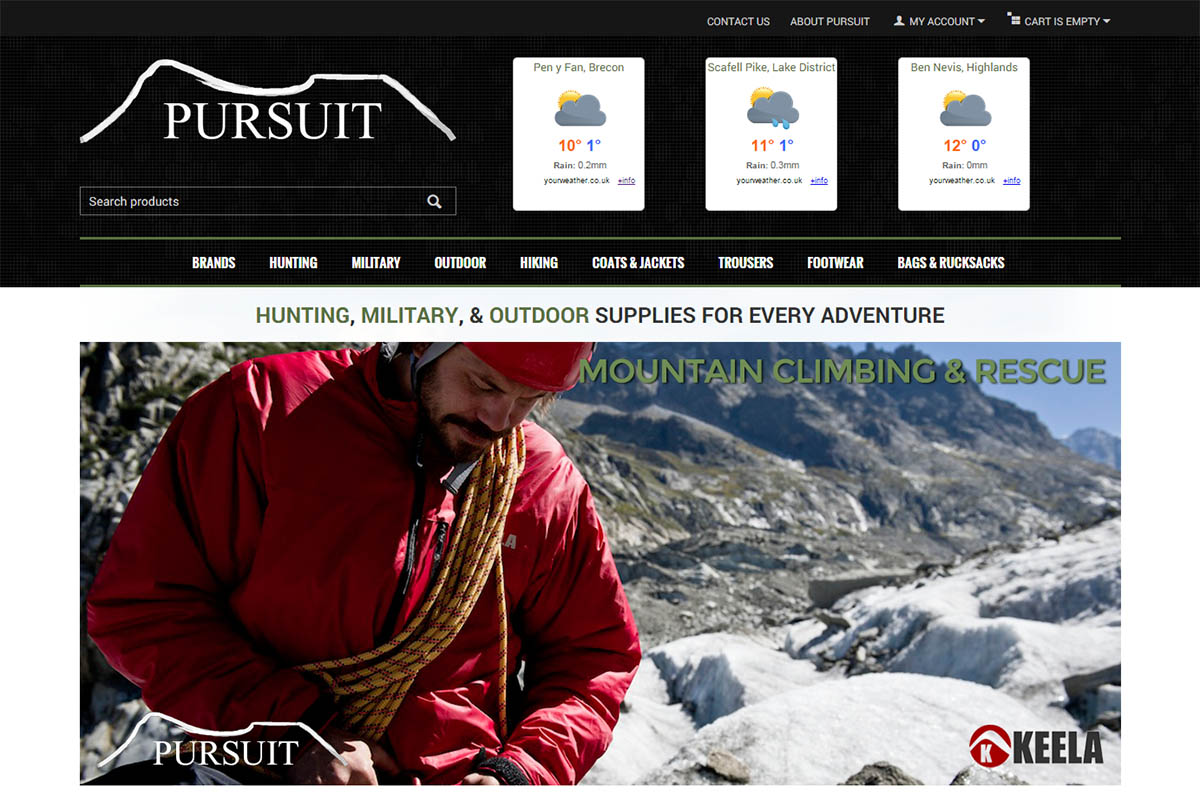 CONTACT US ABOUT PURSUIT MY ACCOUNT CART IS EMPTY
PURSUIT
Search products
Pen y Fan, Brecon
10° 1°
Rain: 0.2mm
yourweather.co.uk +info
Scafell Pike, Lake District
11° 1°
Rain: 0.3mm
yourweather.co.uk +info
Ben Nevis, Highlands
12° 0°
Rain: 0mm
yourweather.co.uk +info
BRANDS HUNTING MILITARY OUTDOOR HIKING COATS & JACKETS TROUSERS FOOTWEAR BAGS & RUCKSACKS
HUNTING, MILITARY, & OUTDOOR SUPPLIES FOR EVERY ADVENTURE
MOUNTAIN CLIMBING & RESCUE
PURSUIT
K KEELA